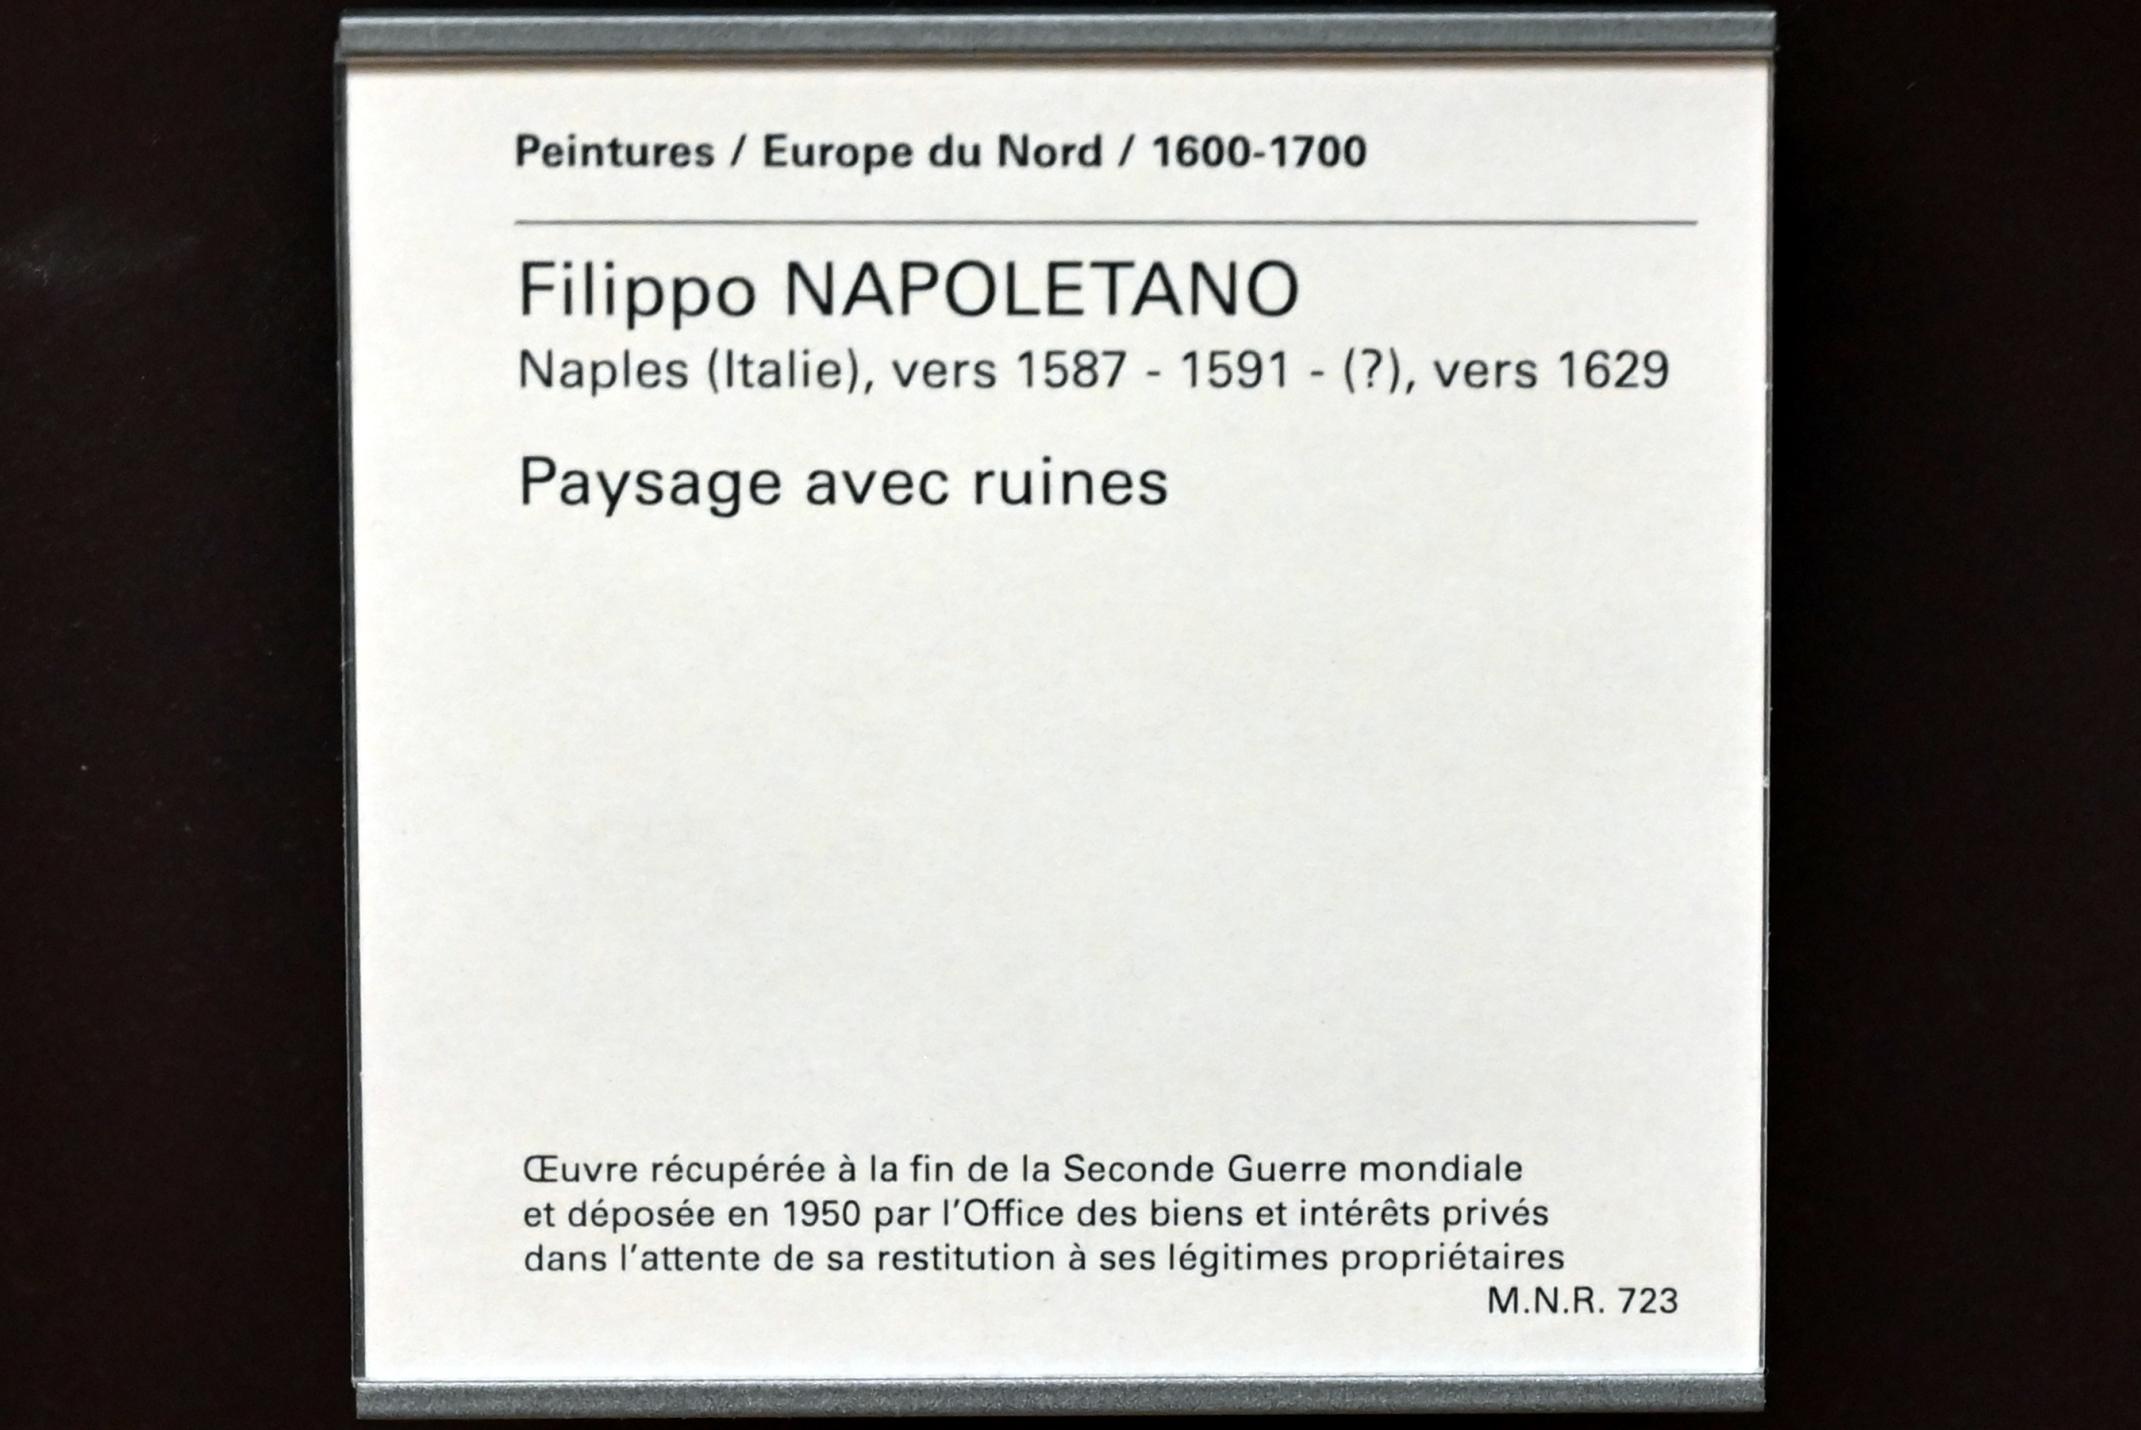 Peintures / Europe du Nord / 1600-1700
Filippo NAPOLETANO
Naples (Italie), vers 1587 - 1591 - (?), vers 1629
Paysage avec ruines
Œuvre récupérée à la fin de la Seconde Guerre mondiale
et déposée en 1950 par l'Office des biens et intérêts privés
dans l'attente de sa restitution à ses légitimes propriétaires
M.N.R. 723